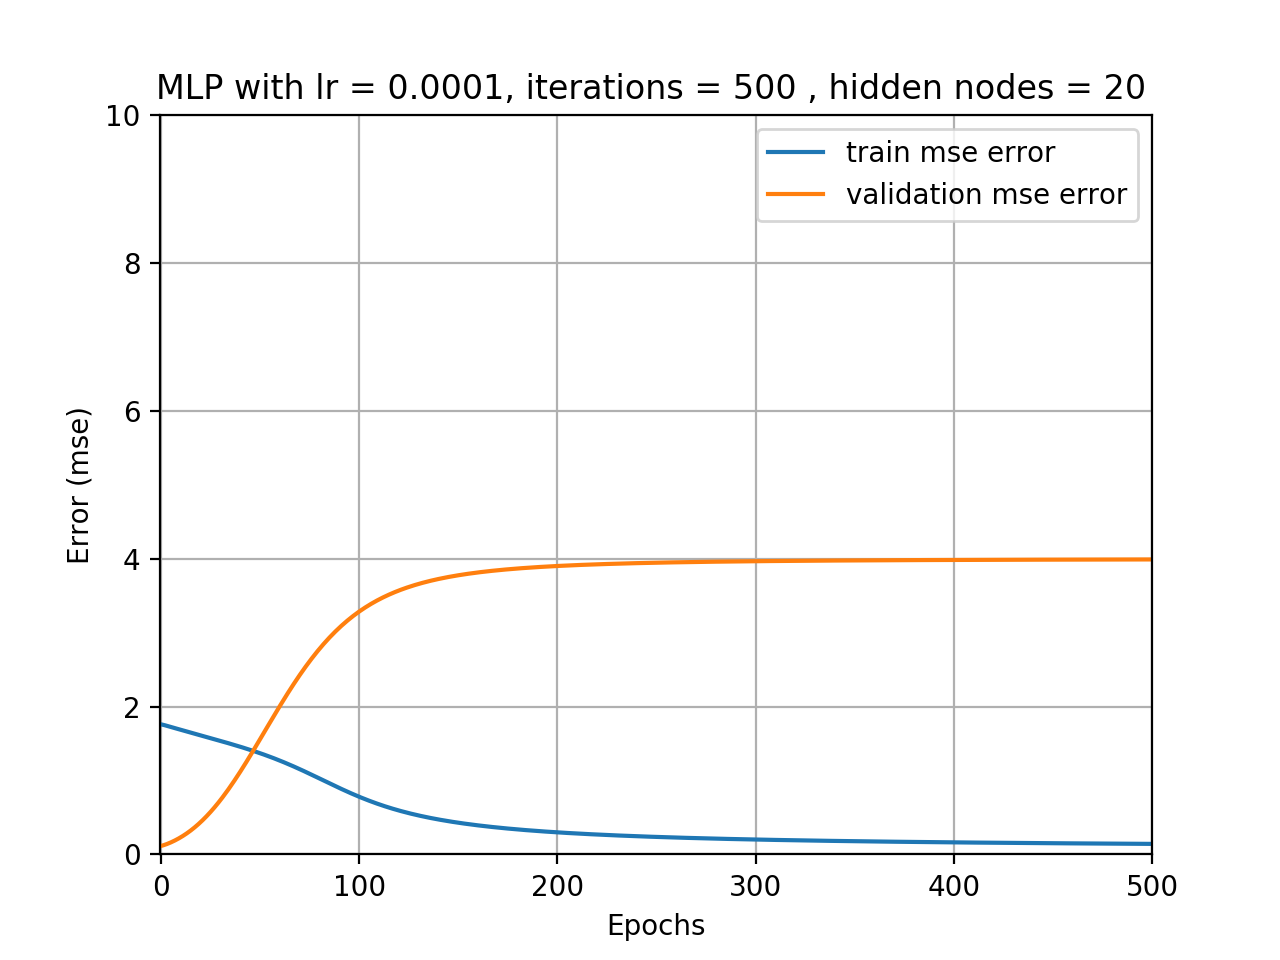 MLP with lr = 0.0001, iterations = 500 , hidden nodes = 20
train mse error
validation mse error
Error (mse)
10
8
6
4
2
0
0 100 200 300 400 500
Epochs